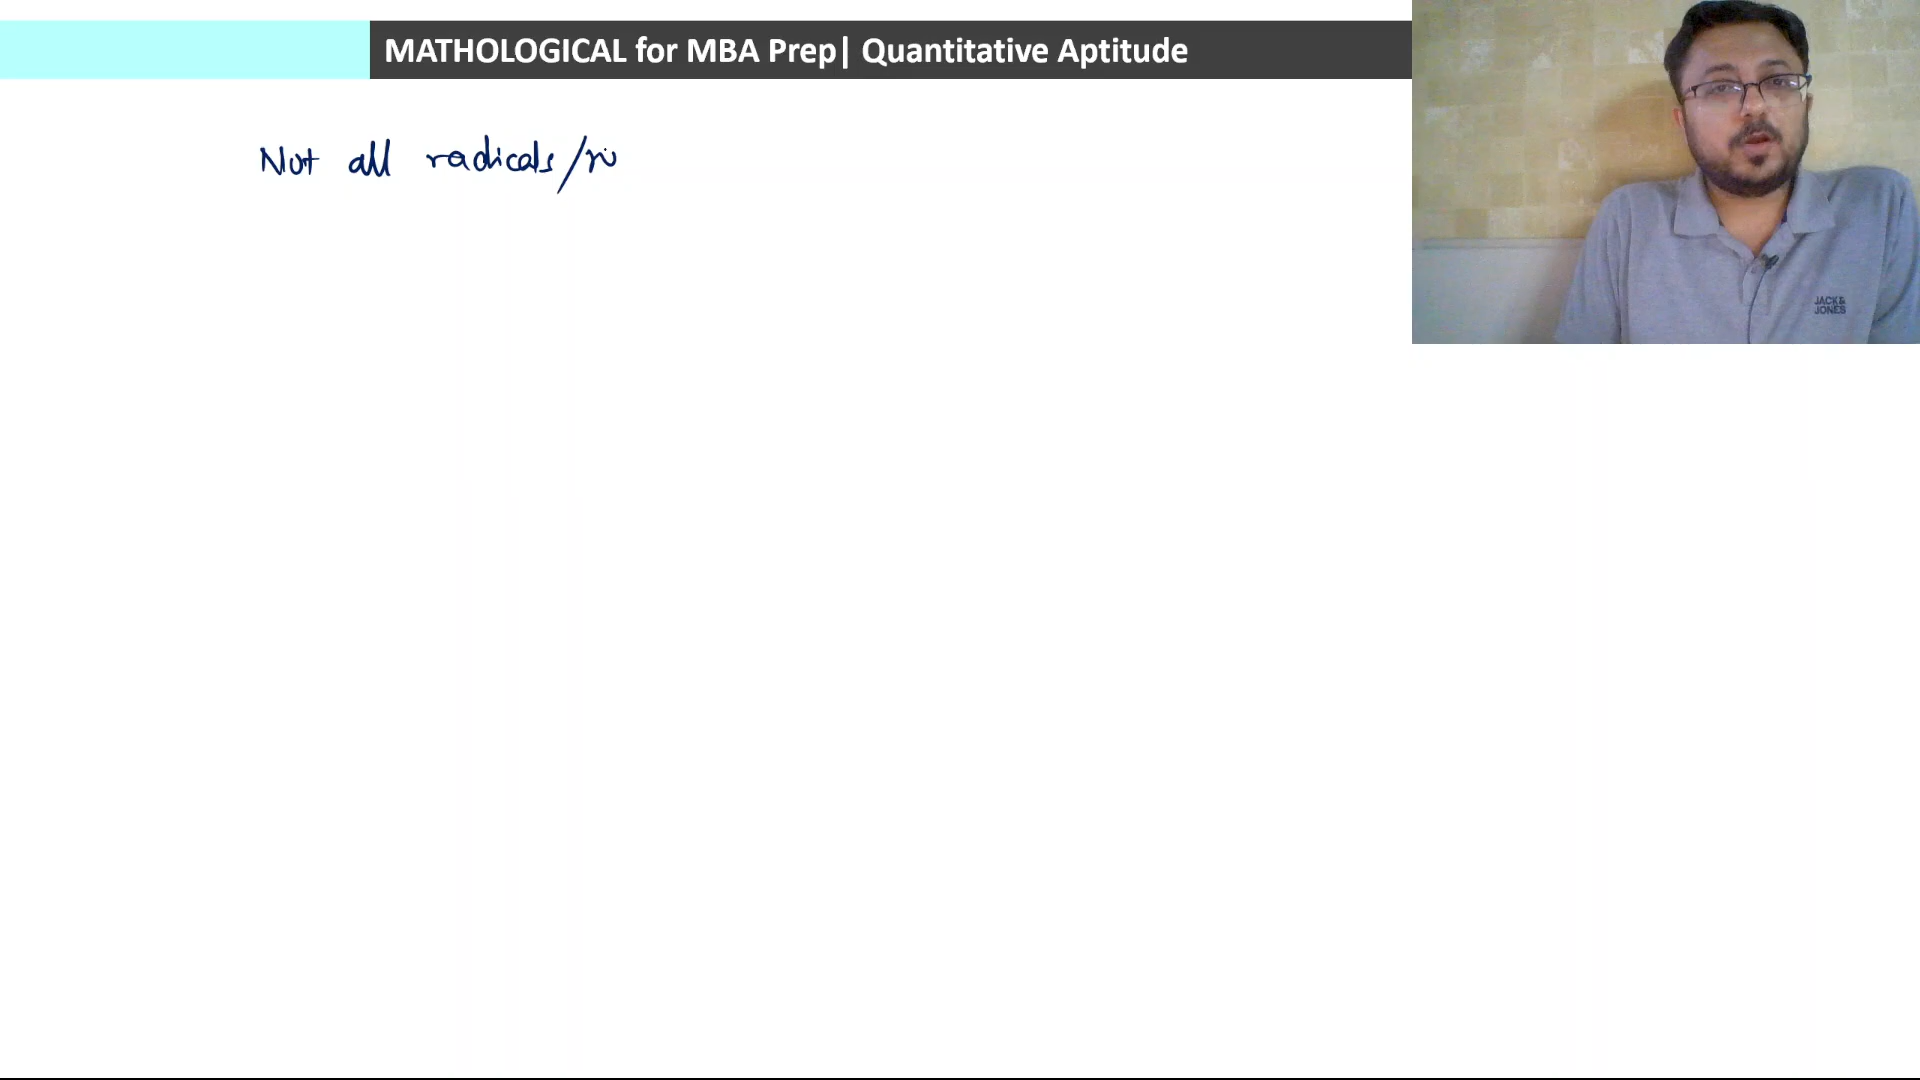 MATHOLOGICAL for MBA Prep| Quantitative Aptitude
Not all radicals/
JACK&
JONES